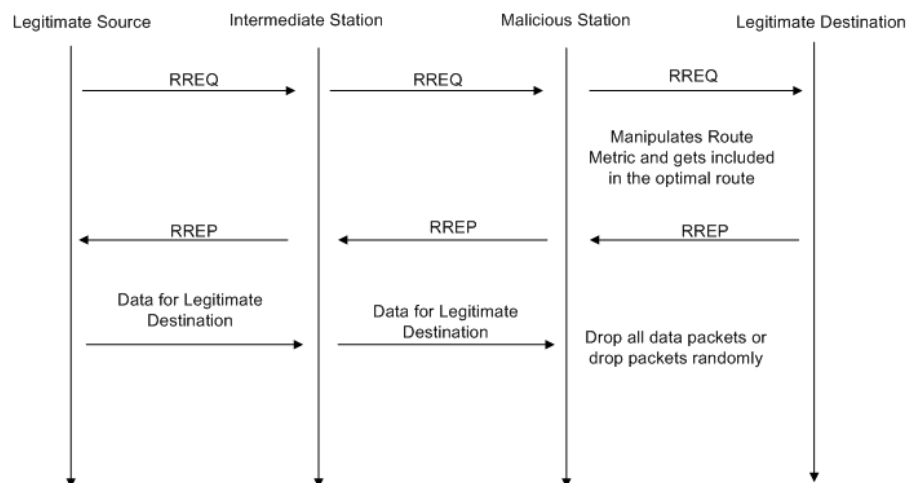 Legitimate Source
Intermediate Station
Malicious Station
Legitimate Destination
RREQ
RREQ
RREQ
Manipulates Route
Metric and gets included
in the optimal route
RREP
RREP
RREP
Data for Legitimate
Destination
Data for Legitimate
Destination
Drop all data packets or
drop packets randomly